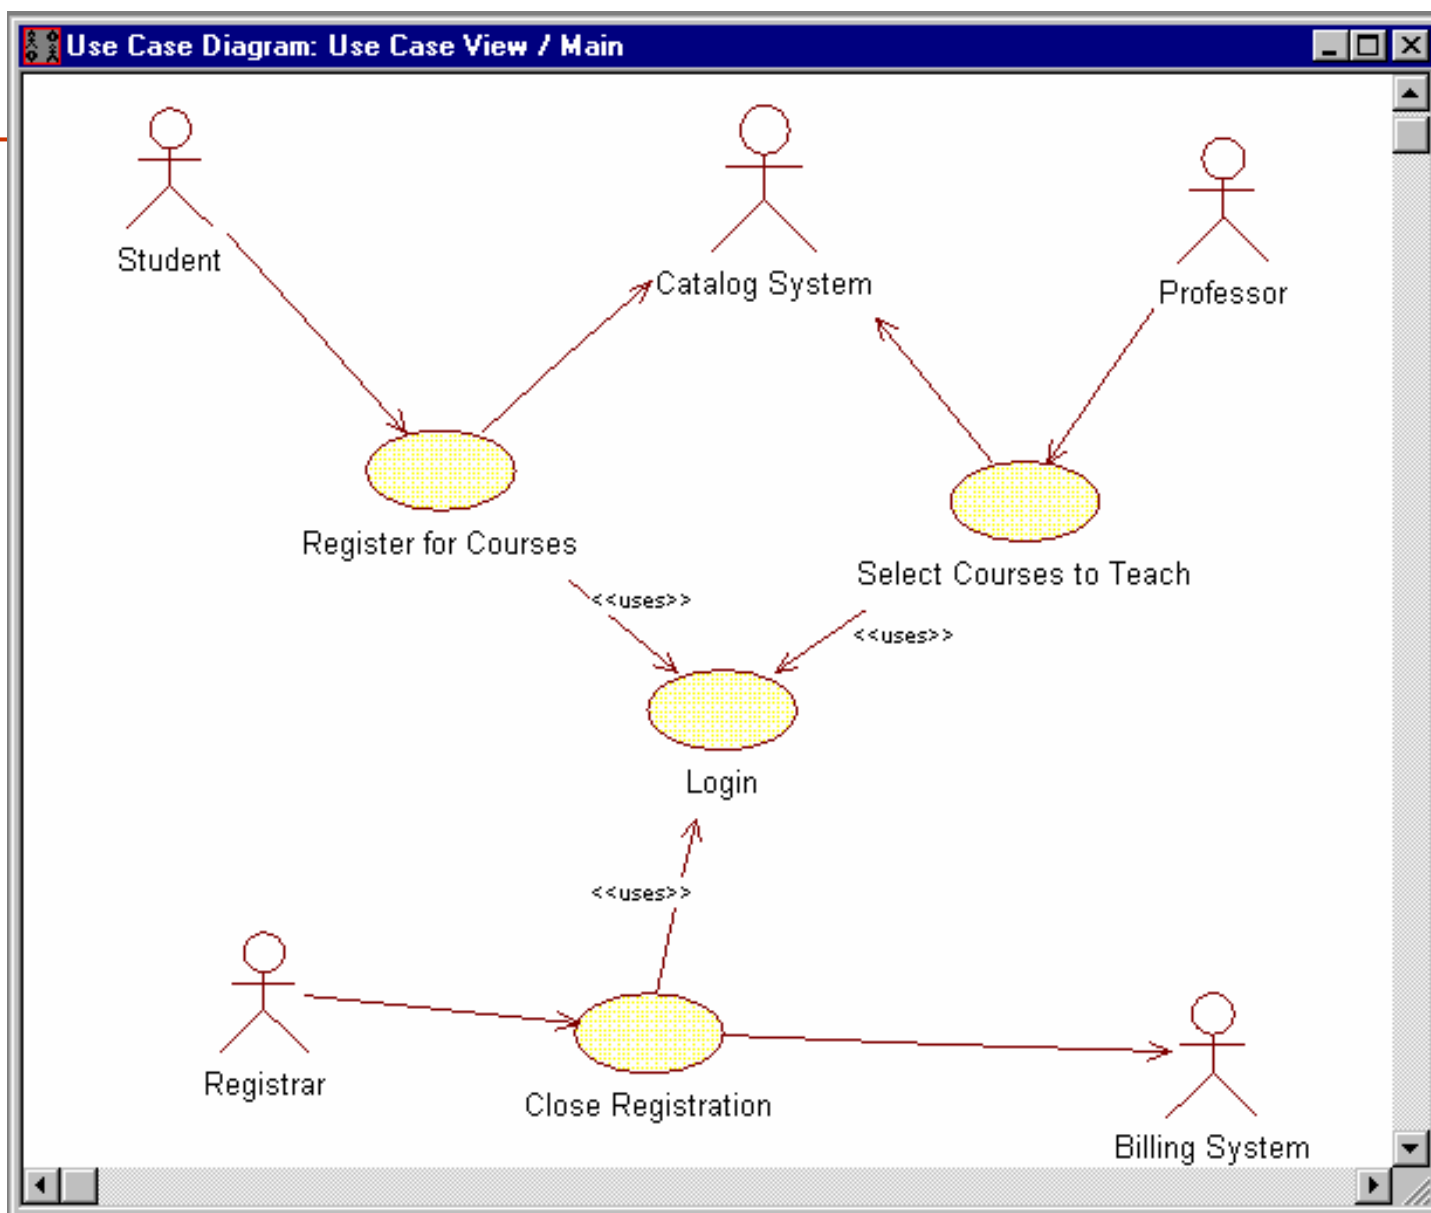 Use Case Diagram: Use Case View / Main
Student
Catalog System
Professor
Register for Courses
Select Courses to Teach
<<uses>>
<<uses>>
Login
<<uses>>
Registrar
Close Registration
Billing System